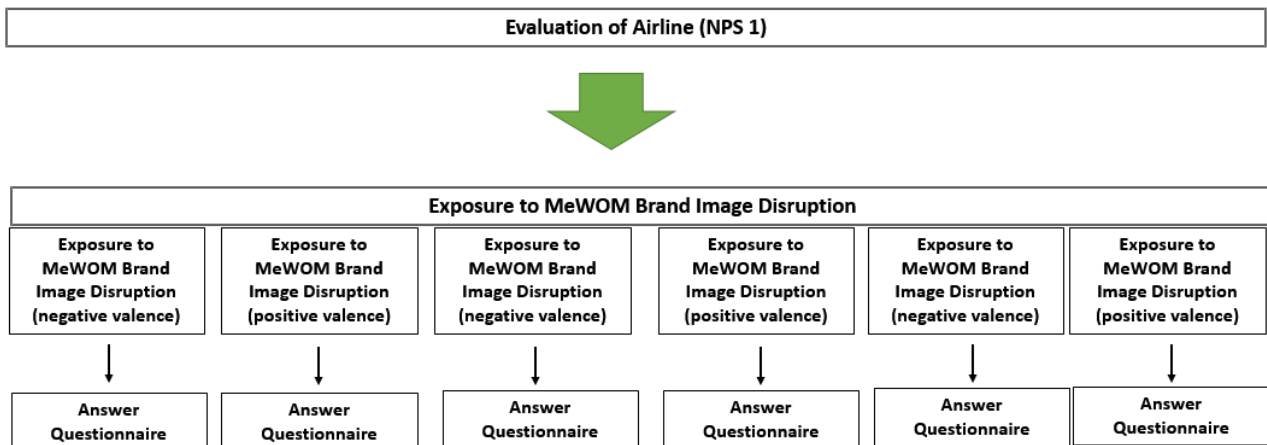 Evaluation of Airline (NPS 1)
Exposure to MeWOM Brand Image Disruption
Exposure to
MeWOM Brand
Image Disruption
(negative valence)
Exposure to
MeWOM Brand
Image Disruption
(positive valence)
Exposure to
MeWOM Brand
Image Disruption
(negative valence)
Exposure to
MeWOM Brand
Image Disruption
(positive valence)
Exposure to
MeWOM Brand
Image Disruption
(negative valence)
Exposure to
MeWOM Brand
Image Disruption
(positive valence)
Answer
Questionnaire
Answer
Questionnaire
Answer
Questionnaire
Answer
Questionnaire
Answer
Questionnaire
Answer
Questionnaire